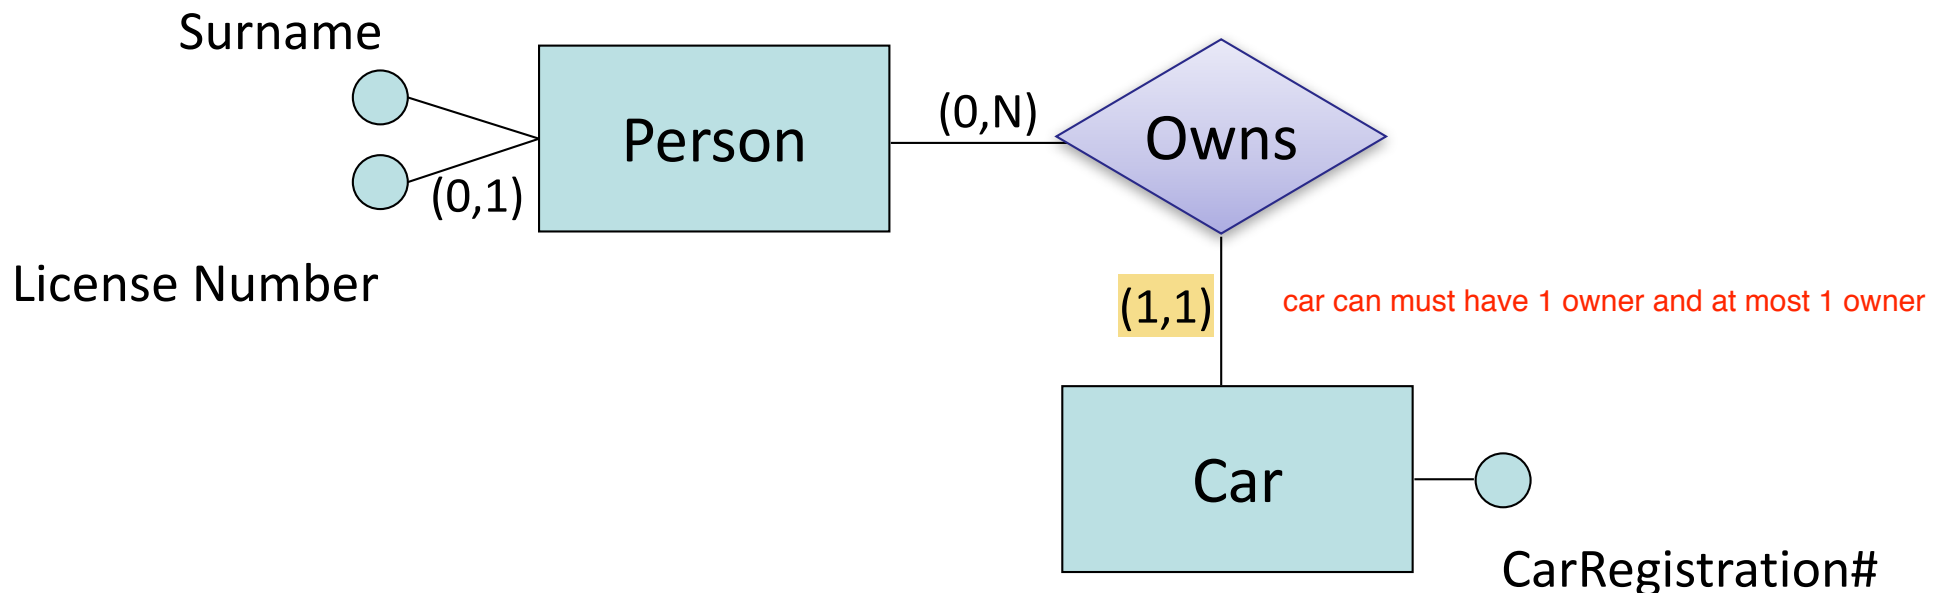 Surname
Person
(0,N)
Owns
(0,1)
License Number
(1,1)
car can must have 1 owner and at most 1 owner
Car
CarRegistration#